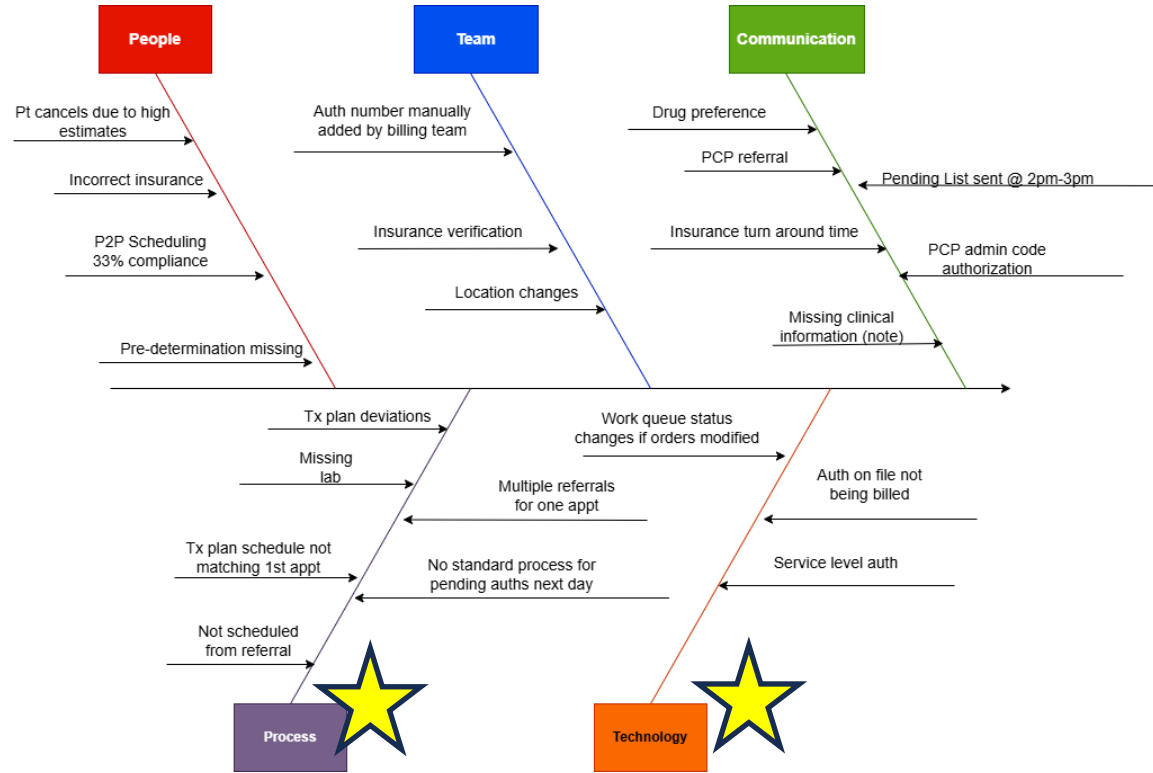 People
Team
Communication
Pt cancels due to high
estimates
Incorrect insurance
P2P Scheduling
33% compliance
Pre-determination missing
Auth number manually
added by billing team
Insurance verification
Location changes
Drug preference
PCP referral
Pending List sent @ 2pm-3pm
Insurance turn around time
PCP admin code
authorization
Missing clinical
information (note)
Tx plan deviations
Missing
lab
Multiple referrals
for one appt
Tx plan schedule not
matching 1st appt
No standard process for
pending auths next day
Not scheduled
from referral
Work queue status
changes if orders modified
Auth on file not
being billed
Service level auth
Process
Technology